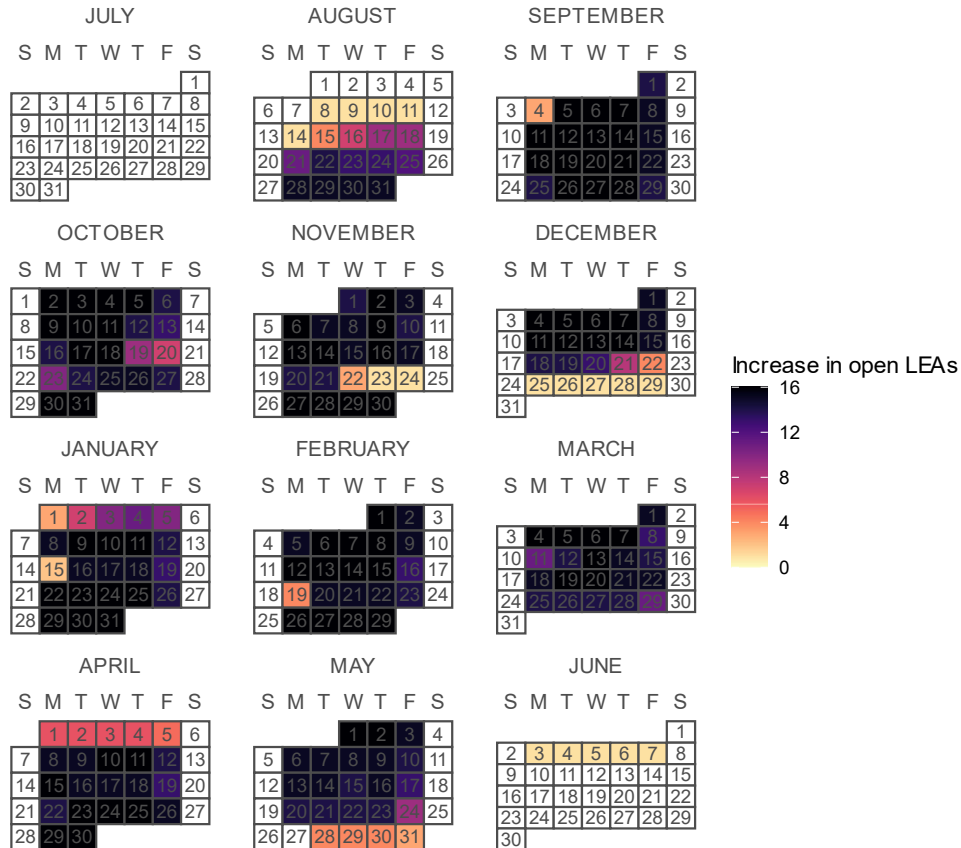 JULY
S M T W T F S
1
2 3 4 5 6 7 8
9 10 11 12 13 14 15
16 17 18 19 20 21 22
23 24 25 26 27 28 29
30 31
AUGUST
S M T W T F S
1 2 3 4 5
6 7 8 9 10 11 12
13 14 15 16 17 18 19
20 21 22 23 24 25 26
27 28 29 30 31
SEPTEMBER
S M T W T F S
1 2
3 4 5 6 7 8 9
10 11 12 13 14 15 16
17 18 19 20 21 22 23
24 25 26 27 28 29 30
OCTOBER
S M T W T F S
1 2 3 4 5 6 7
8 9 10 11 12 13 14
15 16 17 18 19 20 21
22 23 24 25 26 27 28
29 30 31
NOVEMBER
S M T W T F S
1 2 3 4
5 6 7 8 9 10 11
12 13 14 15 16 17 18
19 20 21 22 23 24 25
26 27 28 29 30
DECEMBER
S M T W T F S
1 2
3 4 5 6 7 8 9
10 11 12 13 14 15 16
17 18 19 20 21 22 23
24 25 26 27 28 29 30
31
Increase in open LEAs
16
12
8
4
0
JANUARY
S M T W T F S
1 2 3 4 5 6
7 8 9 10 11 12 13
14 15 16 17 18 19 20
21 22 23 24 25 26 27
28 29 30 31
FEBRUARY
S M T W T F S
1 2 3
4 5 6 7 8 9 10
11 12 13 14 15 16 17
18 19 20 21 22 23 24
25 26 27 28 29
MARCH
S M T W T F S
1 2
3 4 5 6 7 8 9
10 11 12 13 14 15 16
17 18 19 20 21 22 23
24 25 26 27 28 29 30
31
APRIL
S M T W T F S
1 2 3 4 5 6
7 8 9 10 11 12 13
14 15 16 17 18 19 20
21 22 23 24 25 26 27
28 29 30
MAY
S M T W T F S
1 2 3 4
5 6 7 8 9 10 11
12 13 14 15 16 17 18
19 20 21 22 23 24 25
26 27 28 29 30 31
JUNE
S M T W T F S
1
2 3 4 5 6 7 8
9 10 11 12 13 14 15
16 17 18 19 20 21 22
23 24 25 26 27 28 29
30